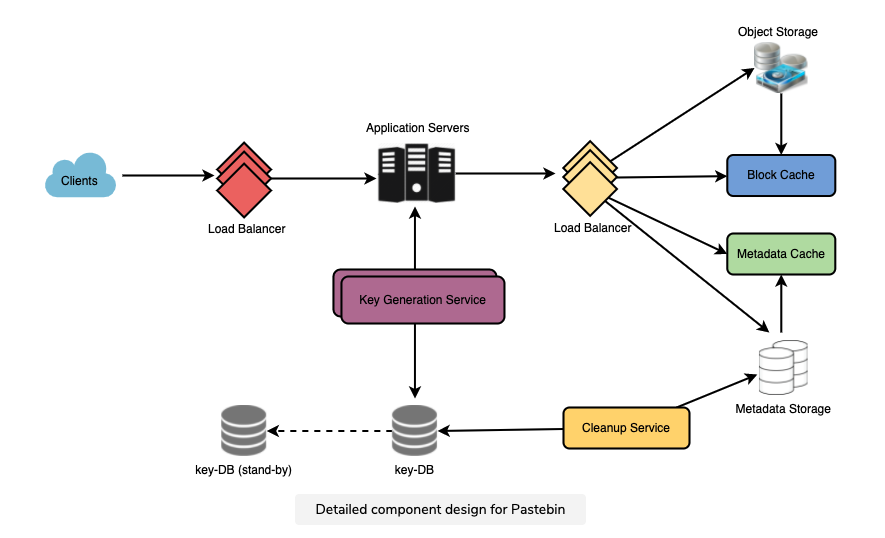 Object Storage
Application Servers
Clients
Block Cache
Load Balancer
Load Balancer
Metadata Cache
Key Generation Service
Metadata Storage
Cleanup Service
key-DB (stand-by)
key-DB
Detailed component design for Pastebin